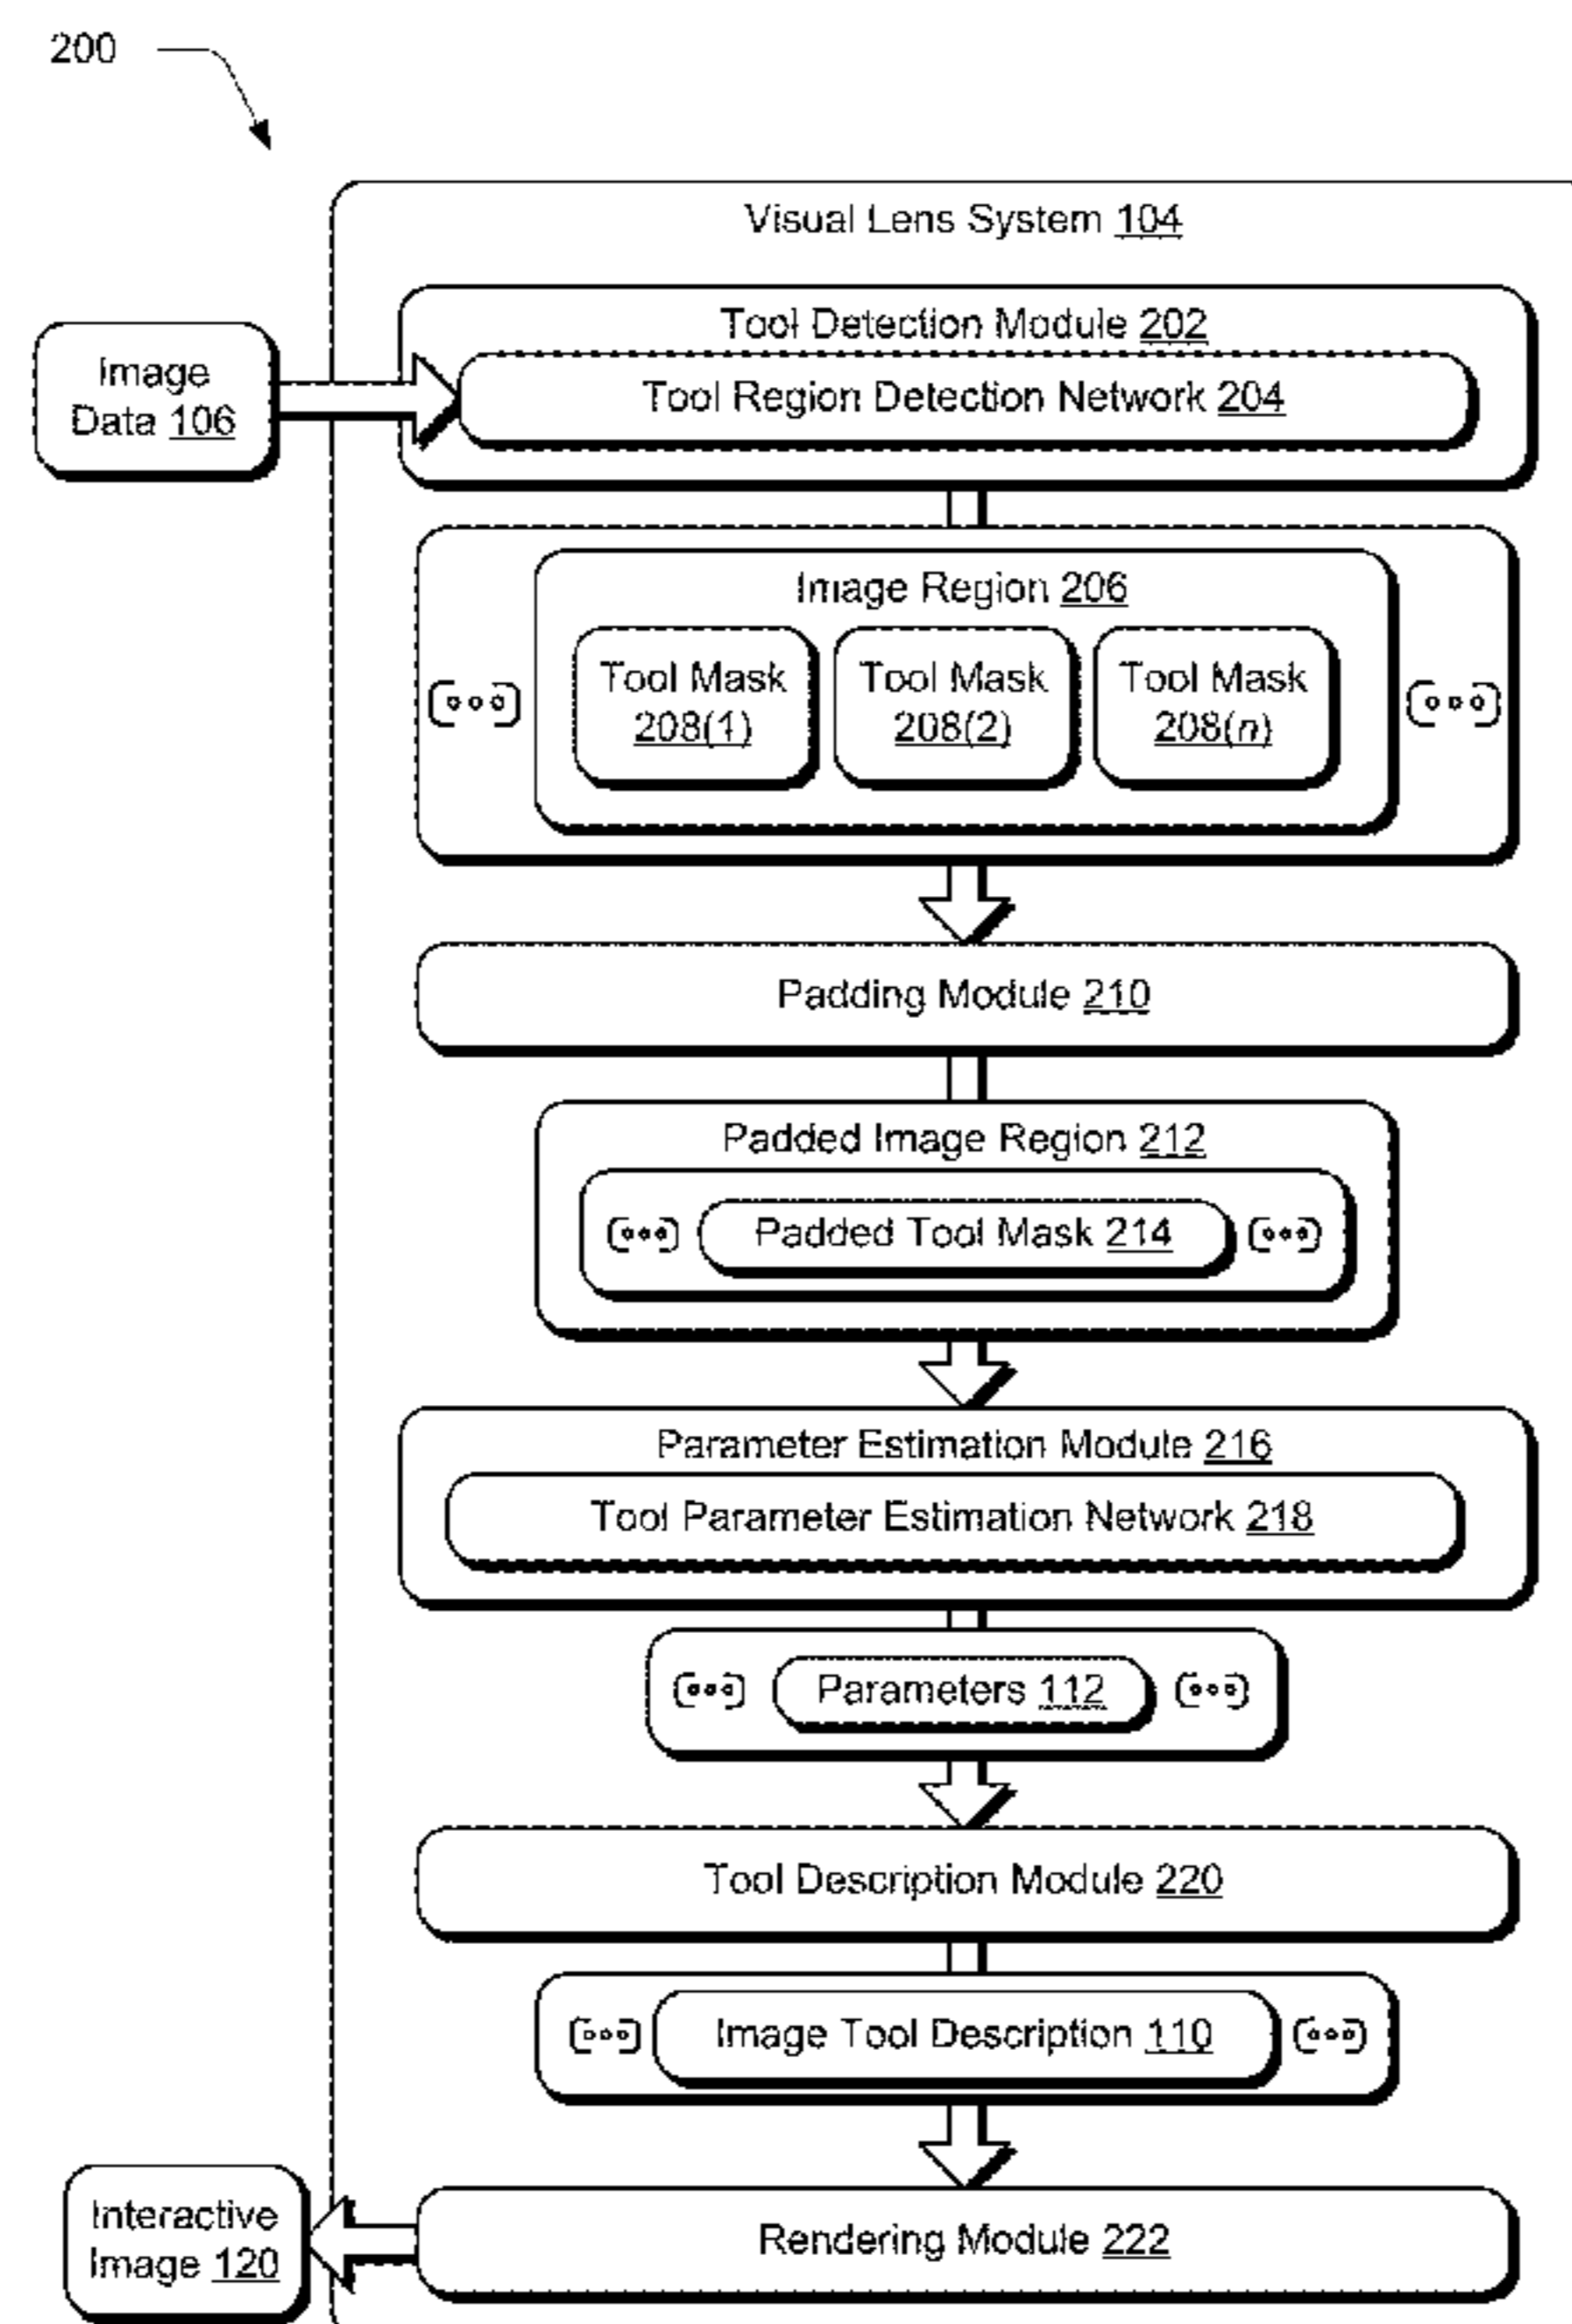 200
Visual Lens System 104
Tool Detection Module 202
Image
Data 106
Tool Region Detection Network 204
Image Region 206
Tool Mask
208(1)
Tool Mask
208(2)
Tool Mask
208(n)
Padding Module 210
Padded Image Region 212
Padded Tool Mask 214
Parameter Estimation Module 216
Tool Parameter Estimation Network 218
Parameters 112
Tool Description Module 220
Image Tool Description 110
Interactive
Image 120
Rendering Module 222